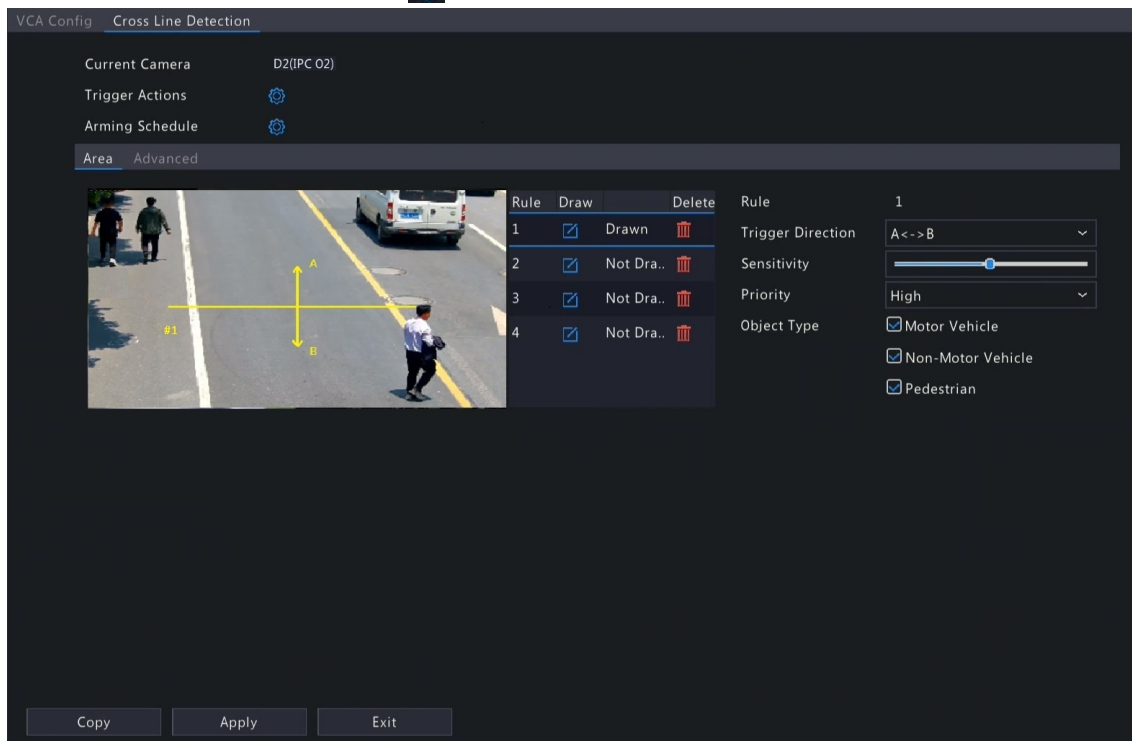 VCA Config Cross Line Detection
Current Camera D2(IPC 02)
Trigger Actions
Arming Schedule
Area Advanced
Rule Draw Delete
1 Drawn
2 Not Dra..
3 Not Dra..
4 Not Dra..
A
#1
B
Rule 1
Trigger Direction A<->B
Sensitivity
Priority High
Object Type Motor Vehicle
Non-Motor Vehicle
Pedestrian
Copy Apply Exit